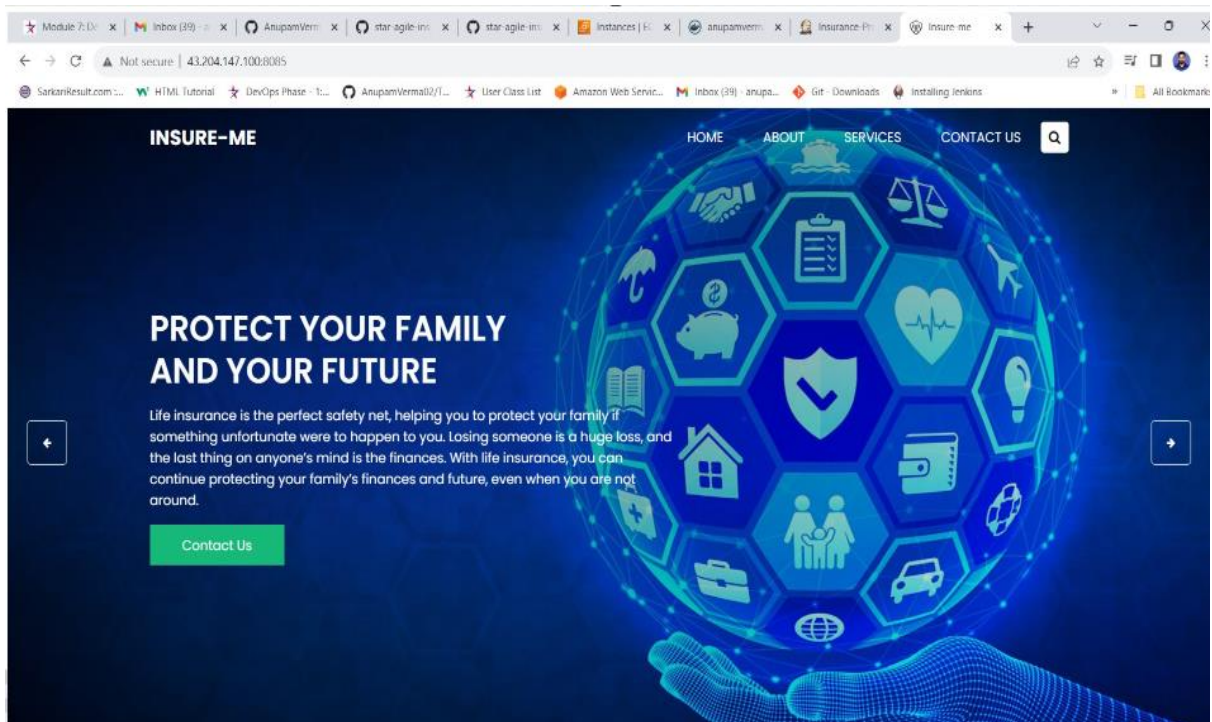 Module 7: De
Inbox (39) - a
AnupamVerm
star-agile-ins
star-agile-ins
Instances | EC
anupamverm
Insurance-Pr
Insure-me
Not secure | 43.204.147.100:8085
SarkariResult.com :...
HTML Tutorial
DevOps Phase - 1:...
AnupamVerma02/T...
User Class List
Amazon Web Servic...
Inbox (39) - anupa...
Git - Downloads
Installing Jenkins
»
All Bookmarks
INSURE-ME
HOME
ABOUT
SERVICES
CONTACT US
PROTECT YOUR FAMILY
AND YOUR FUTURE
Life insurance is the perfect safety net, helping you to protect your family if
something unfortunate were to happen to you. Losing someone is a huge loss, and
the last thing on anyone's mind is the finances. With life insurance, you can
continue protecting your family's finances and future, even when you are not
around.
Contact Us